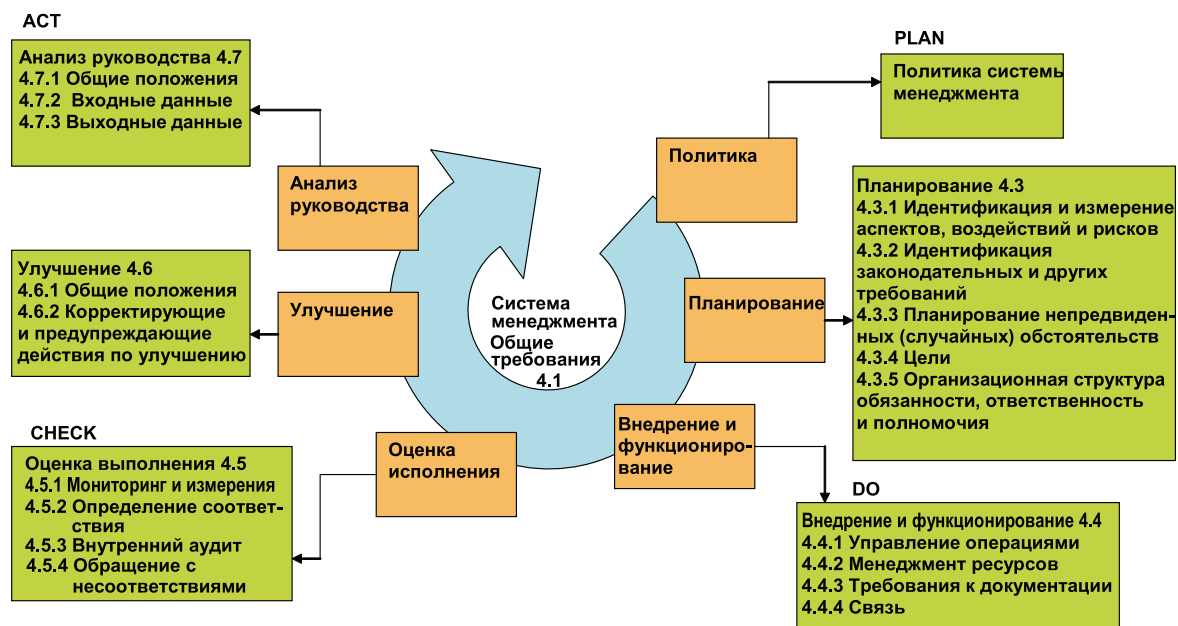 ACT
Анализ руководства 4.7
4.7.1 Общие положения
4.7.2 Входные данные
4.7.3 Выходные данные
PLAN
Политика системы
менеджмента
Политика
Анализ
руководства
Планирование 4.3
4.3.1 Идентификация и измерение
аспектов, воздействий и рисков
4.3.2 Идентификация
законодательных и других
требований
4.3.3 Планирование непредвиден-
ных (случайных) обстоятельств
4.3.4 Цели
4.3.5 Организационная структура
обязанности, ответственность
и полномочия
Улучшение 4.6
4.6.1 Общие положения
4.6.2 Корректирующие
и предупреждающие
действия по улучшению
Улучшение
Система
менеджмента
Общие
требования
4.1
Планирование
CHECK
Оценка выполнения 4.5
4.5.1 Мониторинг и измерения
4.5.2 Определение соответ-
ствия
4.5.3 Внутренний аудит
4.5.4 Обращение с
несоответствиями
Оценка
исполнения
Внедрение и
функциониро-
вание
DO
Внедрение и функционирование 4.4
4.4.1 Управление операциями
4.4.2 Менеджмент ресурсов
4.4.3 Требования к документации
4.4.4 Связь